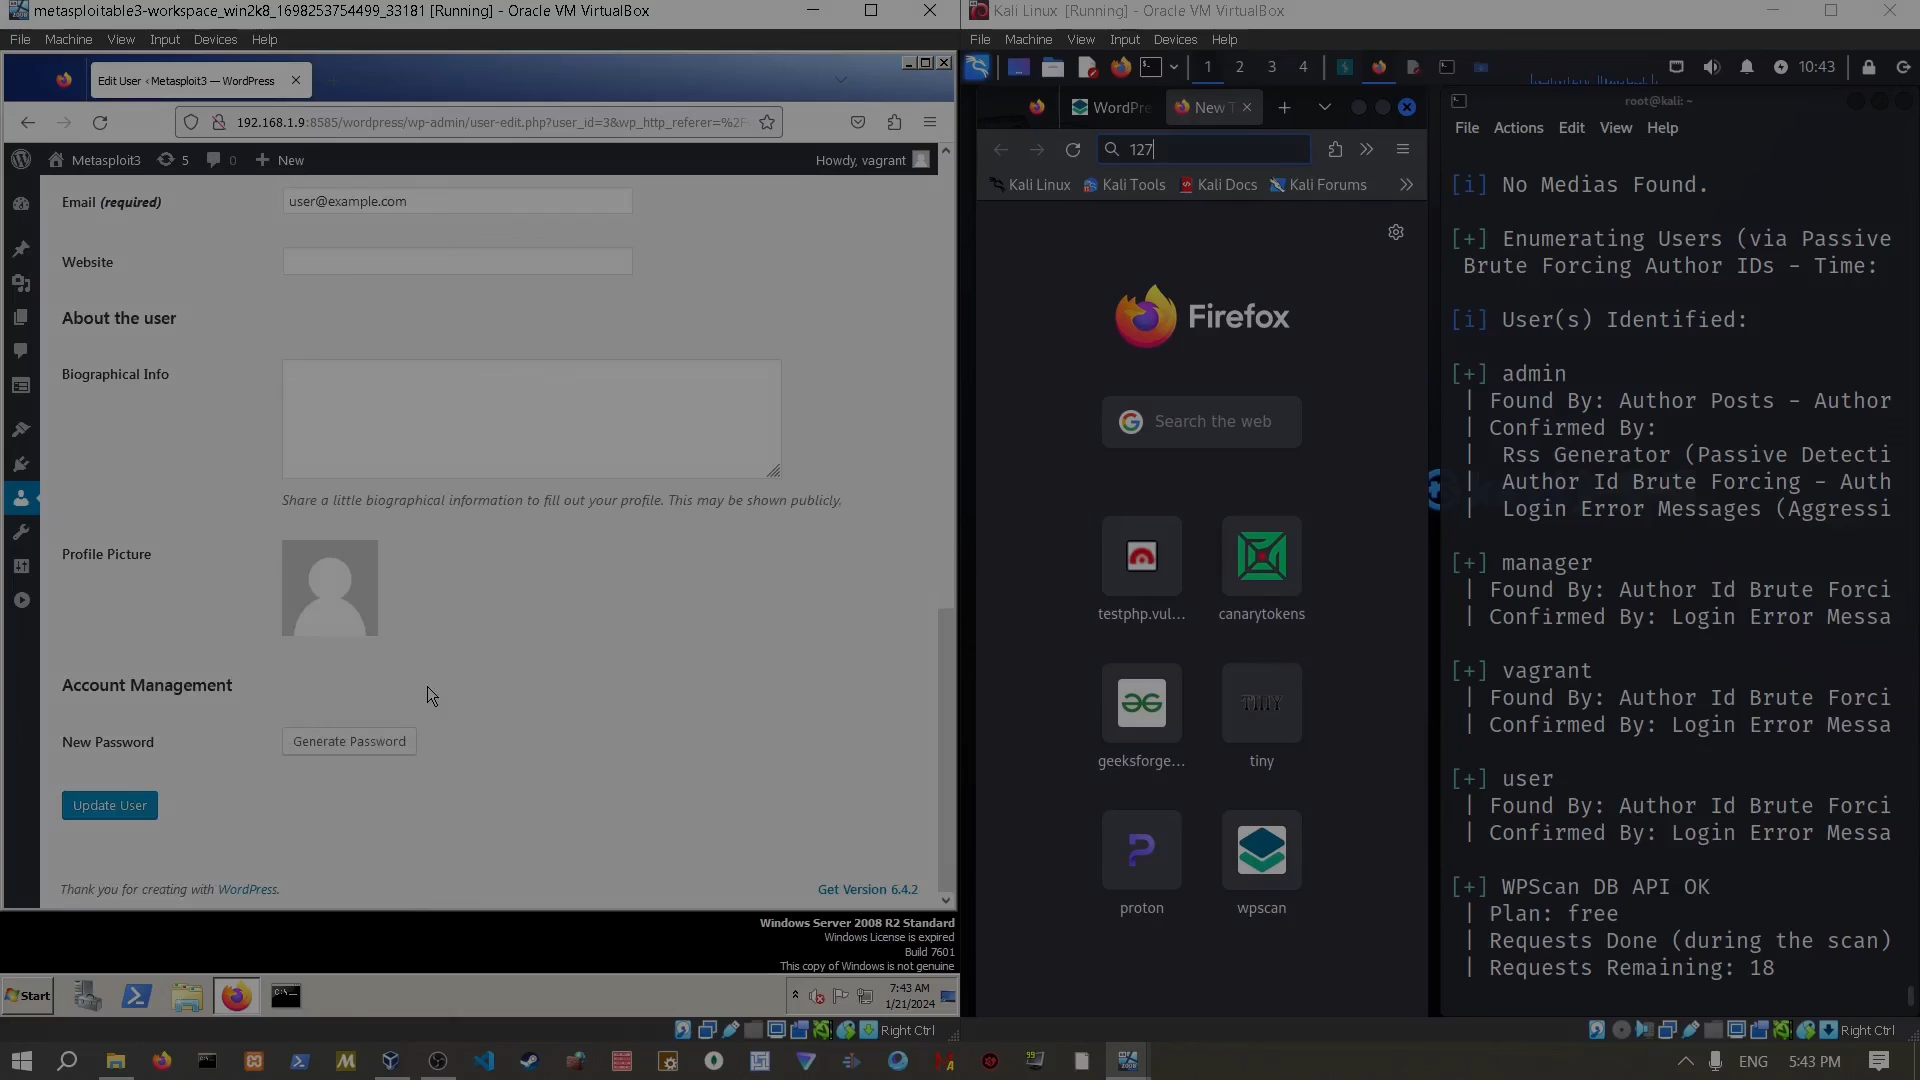 metasploitable3-workspace_win2k8_1698253754499_33181 [Running] - Oracle VM VirtualBox
File Machine View Input Devices Help
Edit User ‹ Metasploit3 — WordPress
192.168.1.9:8585/wordpress/wp-admin/user-edit.php?user_id=3&wp_http_referer=%2F
Metasploit3 5 0 New Howdy, vagrant
Email (required) user@example.com
Website
About the user
Biographical Info
Share a little biographical information to fill out your profile. This may be shown publicly.
Profile Picture
Account Management
New Password Generate Password
Update User
Thank you for creating with WordPress. Get Version 6.4.2
Windows Server 2008 R2 Standard
Windows License is expired
Build 7601
This copy of Windows is not genuine
Start 7:43 AM
1/21/2024
Right Ctrl
Kali Linux [Running] - Oracle VM VirtualBox
File Machine View Input Devices Help
1 2 3 4 10:43
WordPre New T
127
Kali Linux Kali Tools Kali Docs Kali Forums
Firefox
Search the web
testphp.vul... canarytokens
geeksforge... tiny
proton wpscan
root@kali: ~
File Actions Edit View Help
[i] No Medias Found.
[+] Enumerating Users (via Passive
Brute Forcing Author IDs - Time:
[i] User(s) Identified:
[+] admin
| Found By: Author Posts - Author
| Confirmed By:
| Rss Generator (Passive Detecti
| Author Id Brute Forcing - Auth
| Login Error Messages (Aggressi
[+] manager
| Found By: Author Id Brute Forci
| Confirmed By: Login Error Messa
[+] vagrant
| Found By: Author Id Brute Forci
| Confirmed By: Login Error Messa
[+] user
| Found By: Author Id Brute Forci
| Confirmed By: Login Error Messa
[+] WPScan DB API OK
| Plan: free
| Requests Done (during the scan)
| Requests Remaining: 18
Right Ctrl
ENG 5:43 PM